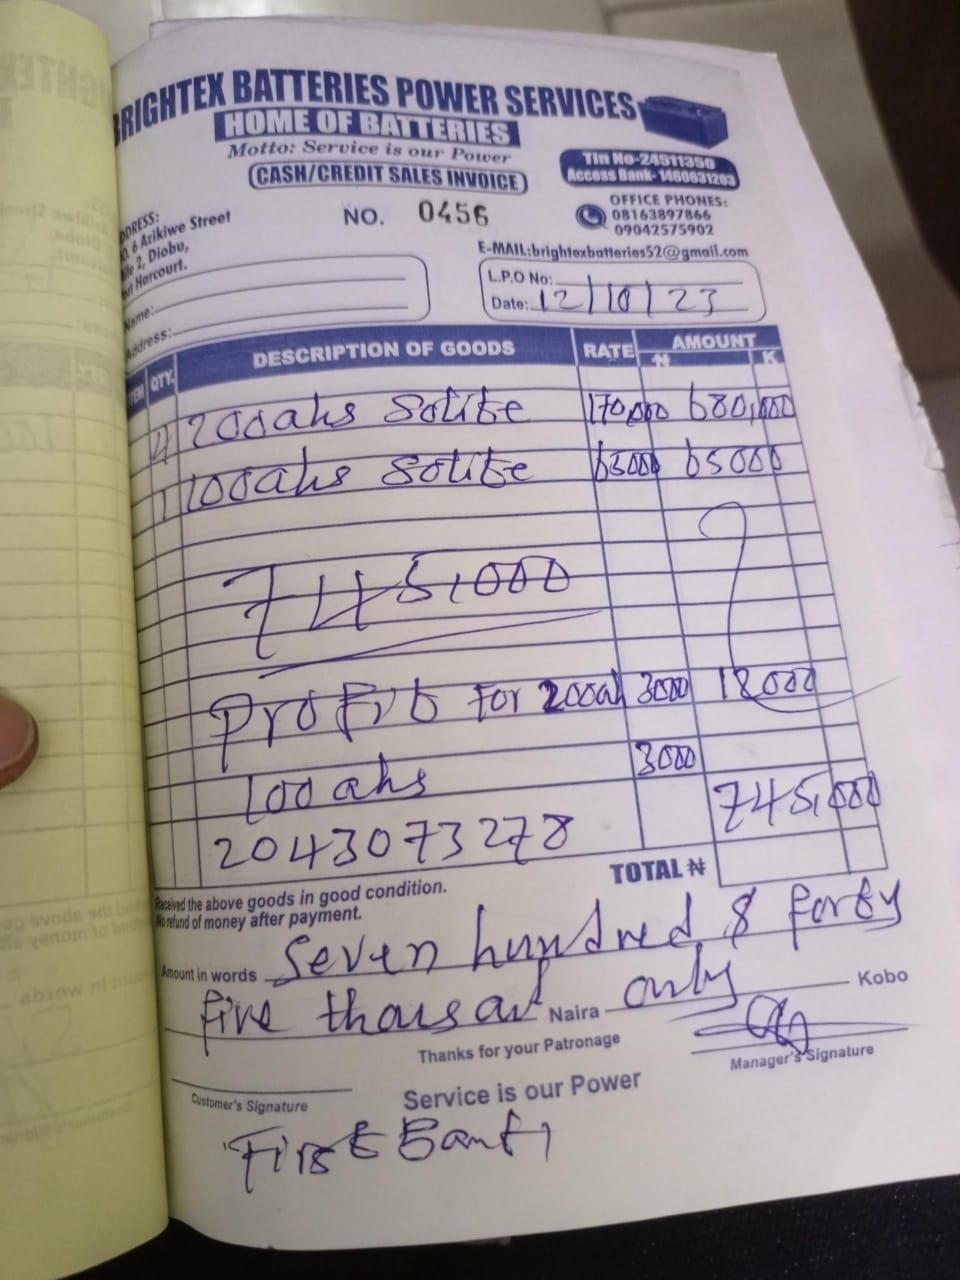 BRIGHTEX BATTERIES POWER SERVICES
HOME OF BATTERIES
Motto: Service is our Power
CASH/CREDIT SALES INVOICE
Tin No-24511350
Access Bank- 1460631203
NO. 0456
OFFICE PHONES:
08163897866
09042575902
E-MAIL:brightexbatteries52@gmail.com
DDRESS:
6 Azikiwe Street
Mile 2, Diobu,
Harcourt.
Name:
Address:
L.P.O No:
Date: 12/10/23
QTY. DESCRIPTION OF GOODS RATE AMOUNT
₦ K
4 200ahs Solite 170,000 680,000
1 100ahs Solite 65000 65000
745,000
Profit for 200ah 3000 12000
100ahs 3000
2043073278 745,000
TOTAL ₦
Received the above goods in good condition.
No refund of money after payment.
Amount in words Seven hundred & forty
five thousand Naira only Kobo
Thanks for your Patronage
Manager's Signature
Customer's Signature
Service is our Power
First Bank